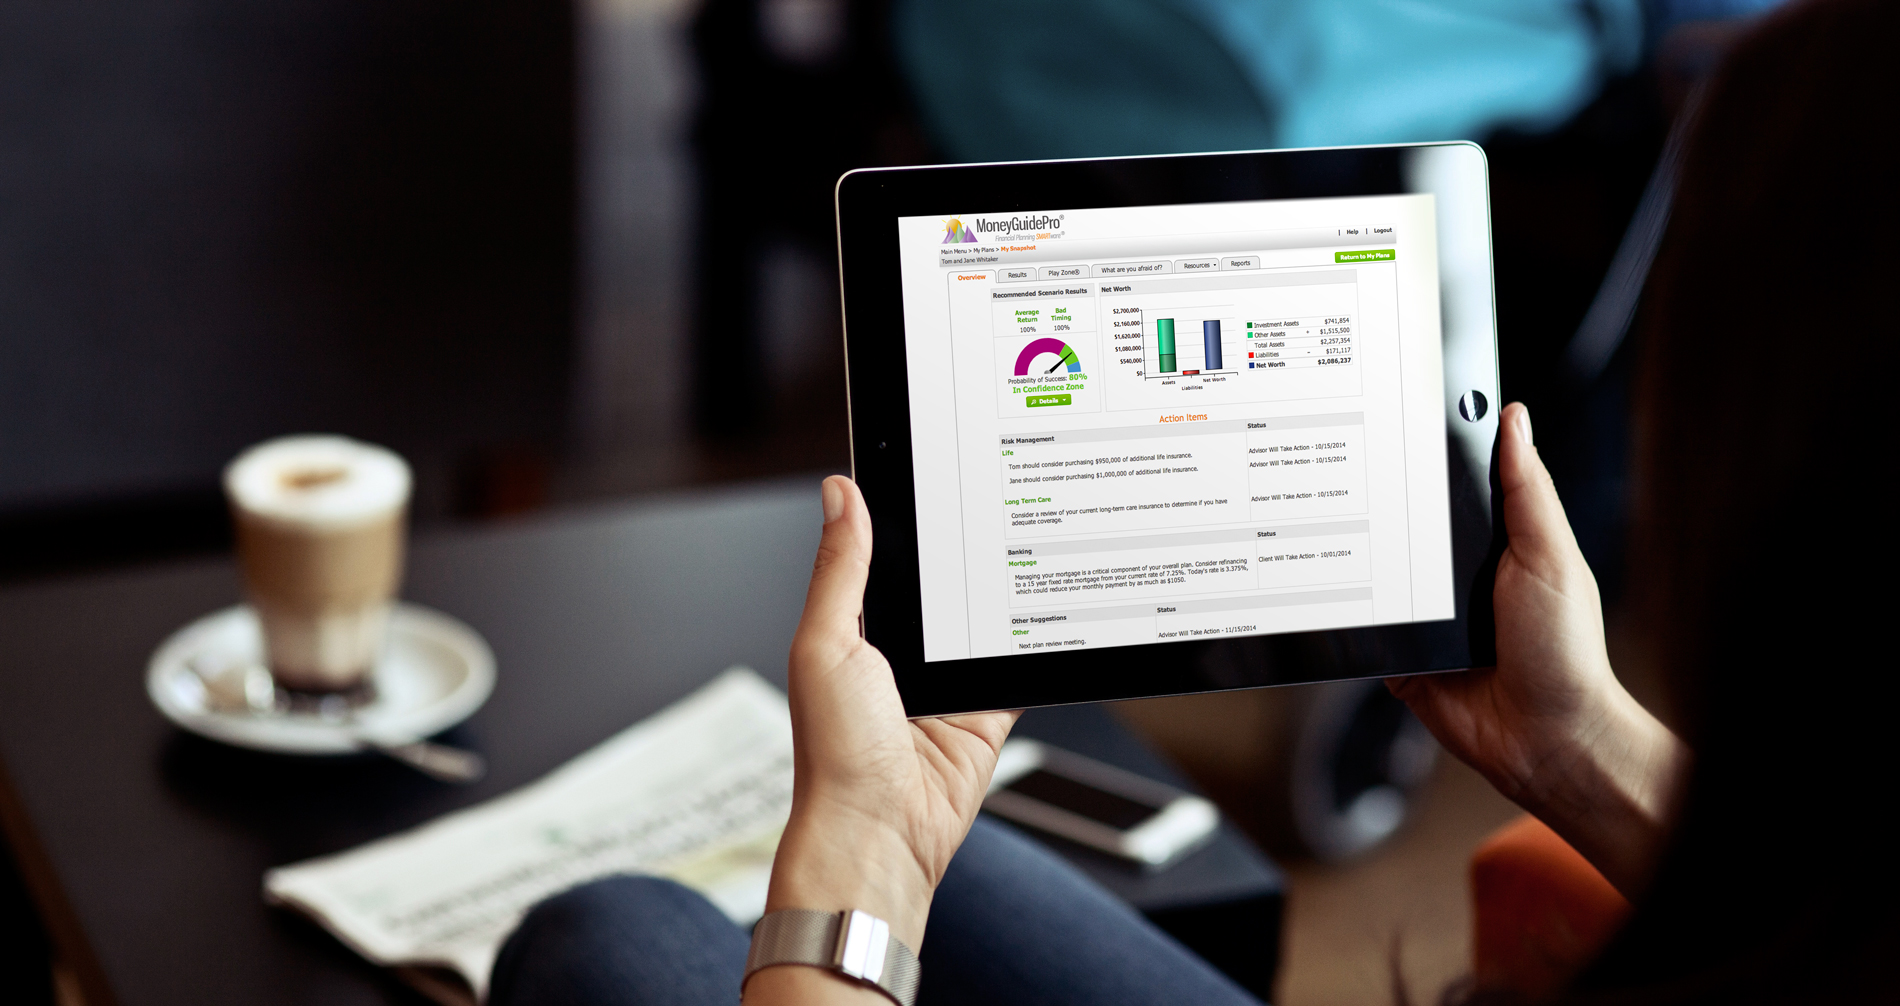 MoneyGuidePro®
Financial Planning SMARTware®
Main Menu > My Plans > My Snapshot
Tom and Jane Whitaker
| Help | Logout
Return to My Plans
Overview
Results
Play Zone®
What are you afraid of?
Resources
Reports
Recommended Scenario Results
Average Return
Bad Timing
100%
100%
Probability of Success: 80%
In Confidence Zone
Details
Net Worth
$2,700,000
$2,160,000
$1,620,000
$1,080,000
$540,000
$0
Assets
Liabilities
Net Worth
Investment Assets $741,854
Other Assets + $1,515,500
Total Assets $2,257,354
Liabilities - $171,117
Net Worth $2,086,237
Action Items
Risk Management
Status
Life
Tom should consider purchasing $950,000 of additional life insurance.
Advisor Will Take Action - 10/15/2014
Jane should consider purchasing $1,000,000 of additional life insurance.
Advisor Will Take Action - 10/15/2014
Long Term Care
Consider a review of your current long-term care insurance to determine if you have
adequate coverage.
Advisor Will Take Action - 10/15/2014
Banking
Status
Mortgage
Managing your mortgage is a critical component of your overall plan. Consider refinancing
to a 15 year fixed rate mortgage from your current rate of 7.25%. Today's rate is 3.375%,
which could reduce your monthly payment by as much as $1050.
Client Will Take Action - 10/01/2014
Other Suggestions
Status
Other
Next plan review meeting.
Advisor Will Take Action - 11/15/2014